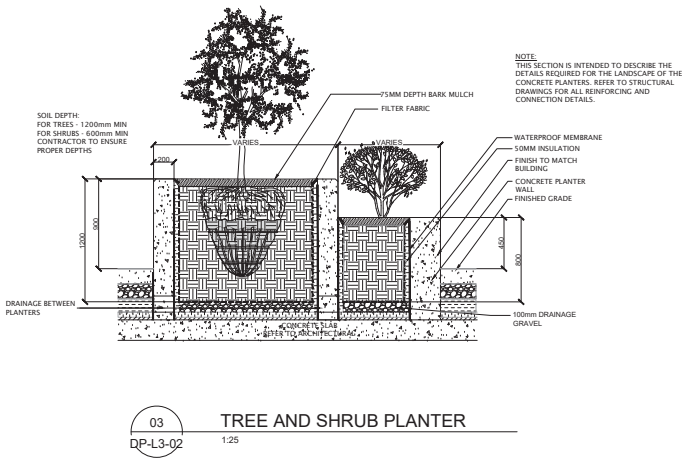 NOTE:
THIS SECTION IS INTENDED TO DESCRIBE THE
DETAILS REQUIRED FOR THE LANDSCAPE OF THE
CONCRETE PLANTERS. REFER TO STRUCTURAL
DRAWINGS FOR ALL REINFORCING AND
CONNECTION DETAILS.
75MM DEPTH BARK MULCH
FILTER FABRIC
SOIL DEPTH:
FOR TREES - 1200mm MIN
FOR SHRUBS - 600mm MIN
CONTRACTOR TO ENSURE
PROPER DEPTHS
VARIES
VARIES
200
WATERPROOF MEMBRANE
50MM INSULATION
FINISH TO MATCH
BUILDING
CONCRETE PLANTER
WALL
FINISHED GRADE
1200
900
450
800
DRAINAGE BETWEEN
PLANTERS
100mm DRAINAGE
GRAVEL
CONCRETE SLAB
REFER TO ARCHITECTURAL
03
DP-L3-02
TREE AND SHRUB PLANTER
1:25